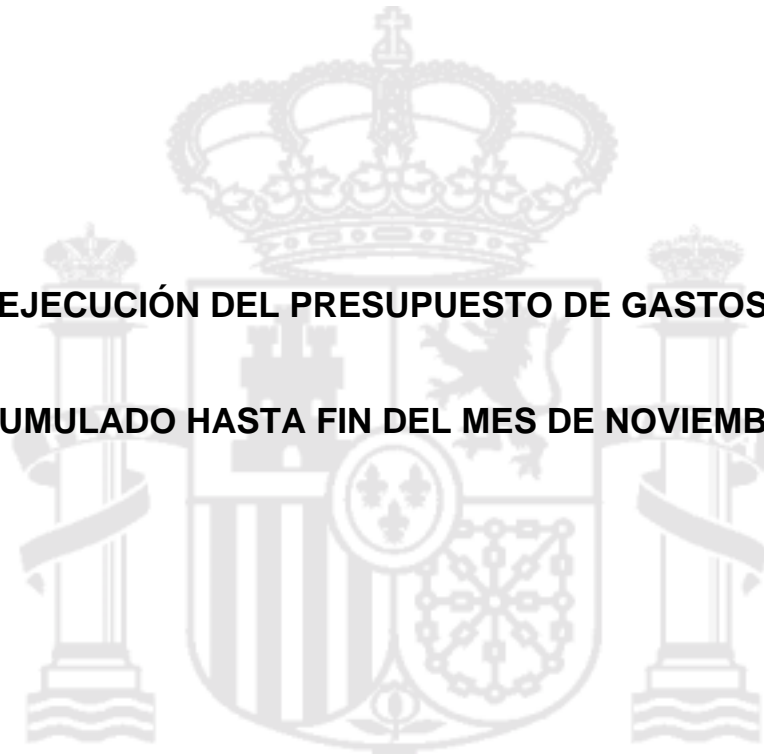 EJECUCIÓN DEL PRESUPUESTO DE GASTOS
UMULADO HASTA FIN DEL MES DE NOVIEMB